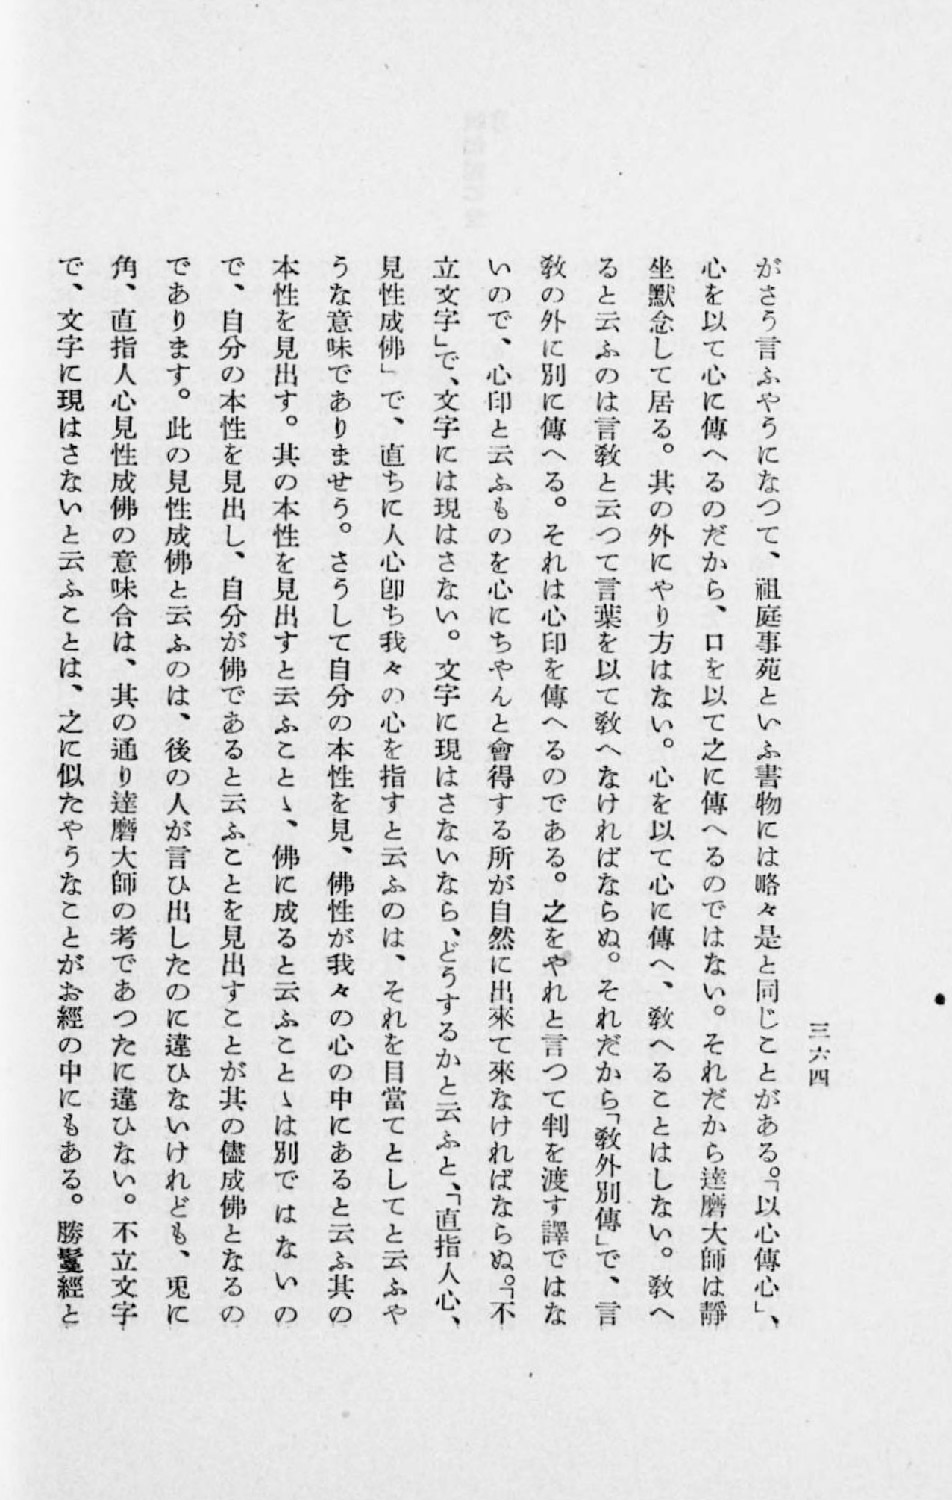 三六四
がさう言ふやうになつて、祖庭事苑といふ書物には略々是と同じことがある。「以心傳心」、
心を以て心に傳へるのだから、口を以て之に傳へるのではない。それだから達磨大師は靜
坐默念して居る。其の外にやり方はない。心を以て心に傳へ、敎へることはしない。敎へ
ると云ふのは言敎と云つて言葉を以て敎へなければならぬ。それだから「敎外別傳」で、言
敎の外に別に傳へる。それは心印を傳へるのである。之をやれと言つて判を渡す譯ではな
いので、心印と云ふものを心にちやんと會得する所が自然に出來て來なければならぬ。「不
立文字」で、文字には現はさない。文字に現はさないなら、どうするかと云ふと、「直指人心、
見性成佛」で、直ちに人心卽ち我々の心を指すと云ふのは、それを目當てとしてと云ふや
うな意味でありませう。さうして自分の本性を見、佛性が我々の心の中にあると云ふ其の
本性を見出す。其の本性を見出すと云ふことゝ、佛に成ると云ふことゝは別ではないの
で、自分の本性を見出し、自分が佛であると云ふことを見出すことが其の儘成佛となるの
であります。此の見性成佛と云ふのは、後の人が言ひ出したのに違ひないけれども、兎に
角、直指人心見性成佛の意味合は、其の通り達磨大師の考であつたに違ひない。不立文字
で、文字に現はさないと云ふことは、之に似たやうなことがお經の中にもある。勝鬘經と